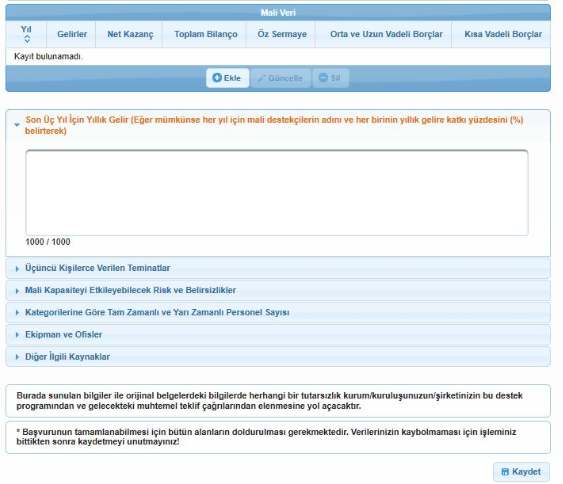 Mali Veri
Yıl Gelirler Net Kazanç Toplam Bilanço Öz Sermaye Orta ve Uzun Vadeli Borçlar Kısa Vadeli Borçlar
Kayıt bulunamadı.
Ekle Güncelle Sil
Son Üç Yıl İçin Yıllık Gelir (Eğer mümkünse her yıl için mali destekçilerin adını ve her birinin yıllık gelire katkı yüzdesini (%)
belirterek)
1000 / 1000
Üçüncü Kişilerce Verilen Teminatlar
Mali Kapasiteyi Etkileyebilecek Risk ve Belirsizlikler
Kategorilerine Göre Tam Zamanlı ve Yarı Zamanlı Personel Sayısı
Ekipman ve Ofisler
Diğer İlgili Kaynaklar
Burada sunulan bilgiler ile orijinal belgelerdeki bilgilerde herhangi bir tutarsızlık kurum/kuruluşunuzun/şirketinizin bu destek
programından ve gelecekteki muhtemel teklif çağrılarından elenmesine yol açacaktır.
* Başvurunun tamamlanabilmesi için bütün alanların doldurulması gerekmektedir. Verilerinizin kaybolmaması için işleminiz
bittikten sonra kaydetmeyi unutmayınız!
Kaydet